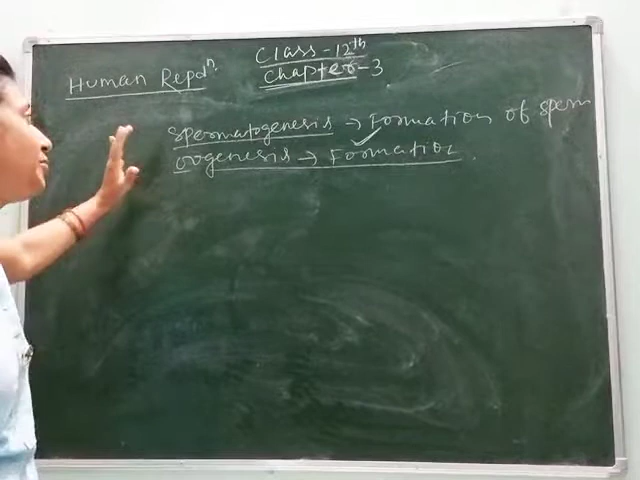 Class-12th
Chapter-3
Human Repdn.
Spermatogenesis → Formation of sperm
oogenesis → Formation.